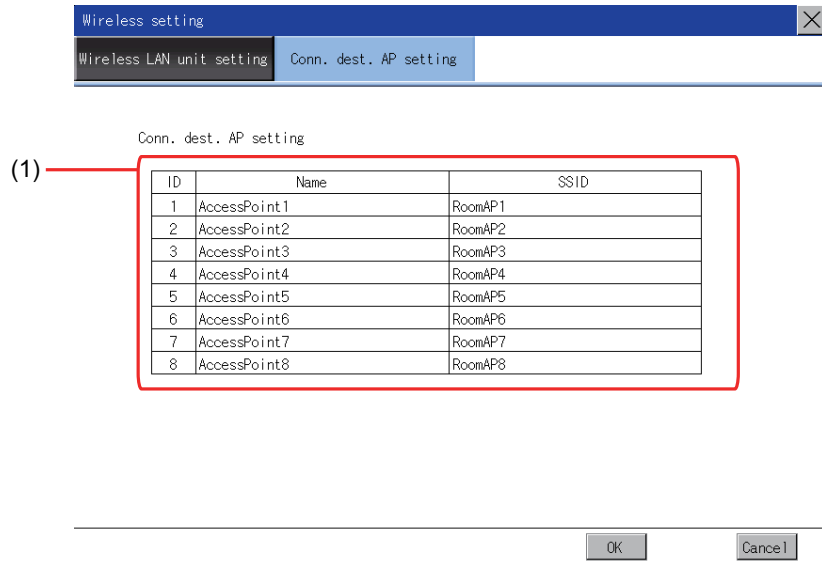 Wireless setting
Wireless LAN unit setting Conn. dest. AP setting
Conn. dest. AP setting
(1)
ID Name SSID
1 AccessPoint1 RoomAP1
2 AccessPoint2 RoomAP2
3 AccessPoint3 RoomAP3
4 AccessPoint4 RoomAP4
5 AccessPoint5 RoomAP5
6 AccessPoint6 RoomAP6
7 AccessPoint7 RoomAP7
8 AccessPoint8 RoomAP8
OK Cancel